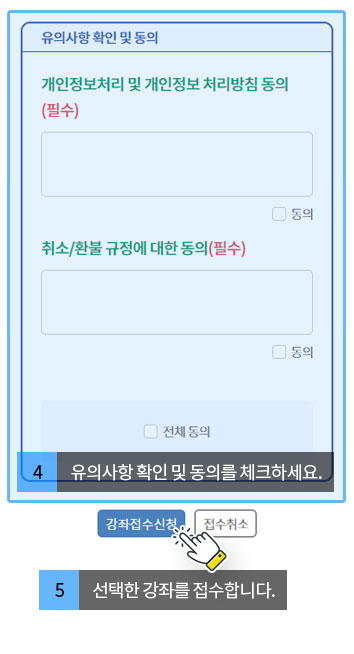 유의사항 확인 및 동의
개인정보처리 및 개인정보 처리방침 동의
(필수)
동의
취소/환불 규정에 대한 동의(필수)
동의
전체 동의
4 유의사항 확인 및 동의를 체크하세요.
강좌접수신청 접수취소
5 선택한 강좌를 접수합니다.